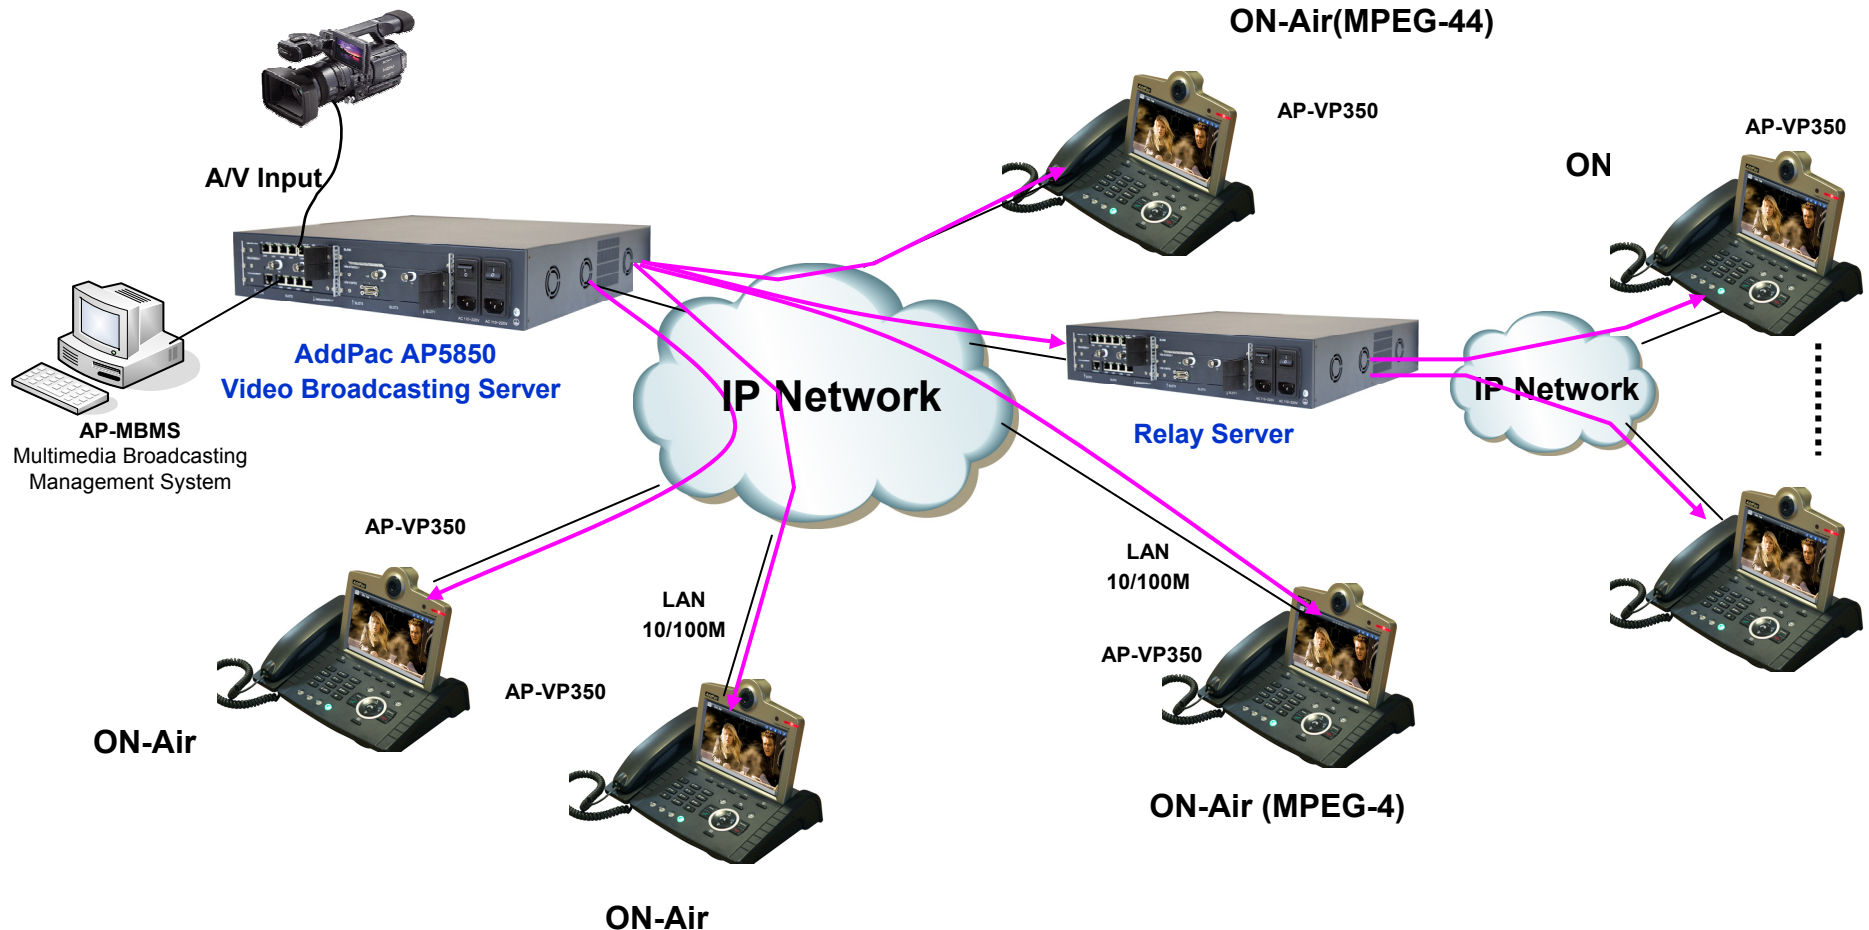 ON-Air(MPEG-44)
AP-VP350
AP-VP350
ON
A/V Input
AddPac AP5850
Video Broadcasting Server
IP Network
Relay Server
IP Network
AP-MBMS
Multimedia Broadcasting
Management System
AP-VP350
LAN
10/100M
LAN
10/100M
AP-VP350
AP-VP350
ON-Air
ON-Air (MPEG-4)
ON-Air